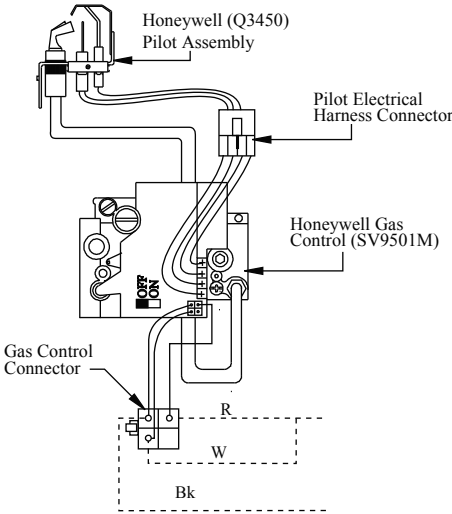 Honeywell (Q3450)
Pilot Assembly
Pilot Electrical
Harness Connector
Honeywell Gas
Control (SV9501M)
OFF
ON
Gas Control
Connector
R
W
Bk